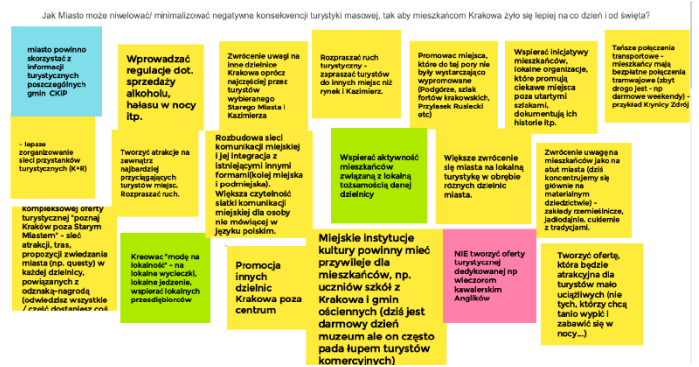 Jak Miasto może niwelować/ minimalizować negatywne konsekwencji turystyki masowej, tak aby mieszkańcom Krakowa żyło się lepiej na co dzień i od święta?
miasto powinno
skorzystać z
informacji
turystycznych
poszczególnych
gmin CKIP
Wprowadzać
regulacje dot.
sprzedaży
alkoholu,
hałasu w nocy
itp.
Zwrócenie uwagi na
inne dzielnice
Krakowa oprócz
najczęściej przez
turystów
wybieranego
Starego Miasta i
Kazimierza
Rozpraszać ruch
turystyczny -
zapraszać turystów
do innych miejsc niż
rynek i Kazimierz.
Promowac miejsca,
które do tej pory nie
były wystarczająco
wypromowane
(Podgórze, szlak
fortów krakowskich,
Przylasek Rusiecki
etc)
Wspierać inicjatywy
mieszkańców,
lokalne organizacje,
które promują
ciekawe miejsca
poza utartymi
szlakami,
dokumentują ich
historie itp.
Tańsze połączenia
transportowe -
mieszkańcy mają
bezpłatne połączenia
tramwajowe (zbyt
drogo jest - np
darmowe weekendy) -
przykład Krynicy Zdrój
- lepsze
zorganizowanie
sieci przystanków
turystycznych (K+R)
Tworzyć atrakcje na
zewnątrz
najbardziej
przyciągających
turystów miejsc.
Rozpraszać ruch.
Rozbudowa sieci
komunikacji miejskiej
i jej integracja z
istniejącymi innymi
formami(kolej miejska
i podmiejska).
Większa czytelność
siatki komunikacji
miejskiej dla osoby
nie mówiącej w
języku polskim.
Wspierać aktywność
mieszkańców
związaną z lokalną
tożsamością danej
dzielnicy
Większe zwrócenie
się miasta na lokalną
turystykę w obrębie
różnych dzielnic
miasta.
Zwrócenie uwagę na
mieszkańców jako na
atut miasta (dziś
koncentrujemy się
głównie na
materialnym
dziedzictwie) -
zakłady rzemieślnicze,
jadłodajnie, cukiernie
z tradycjami.
kompleksowej oferty
turystycznej "poznaj
Kraków poza Starym
Miastem" - sieć
atrakcji, tras,
propozycji zwiedzania
miasta (np. questy) w
każdej dzielnicy,
powiązanych z
odznaką-nagrodą
(odwiedzisz wszystkie
/ część dostaniesz coś
Kreować "modę na
lokalność" - na
lokalne wycieczki,
lokalne jedzenie,
wspierać lokalnych
przesdiębiorców
Promocja
innych
dzielnic
Krakowa poza
centrum
Miejskie instytucje
kultury powinny mieć
przywileje dla
mieszkańców, np.
uczniów szkół z
Krakowa i gmin
ościennych (dziś jest
darmowy dzień
muzeum ale on często
pada łupem turystów
komercyjnych)
NIE tworzyć oferty
turystycznej
dedykowanej np
wieczorom
kawalerskim
Anglików
Tworzyć ofertę,
która będzie
atrakcyjna dla
turystów mało
uciążliwych (nie
tych, którzy chcą
tanio wypić i
zabawić się w
nocy...)